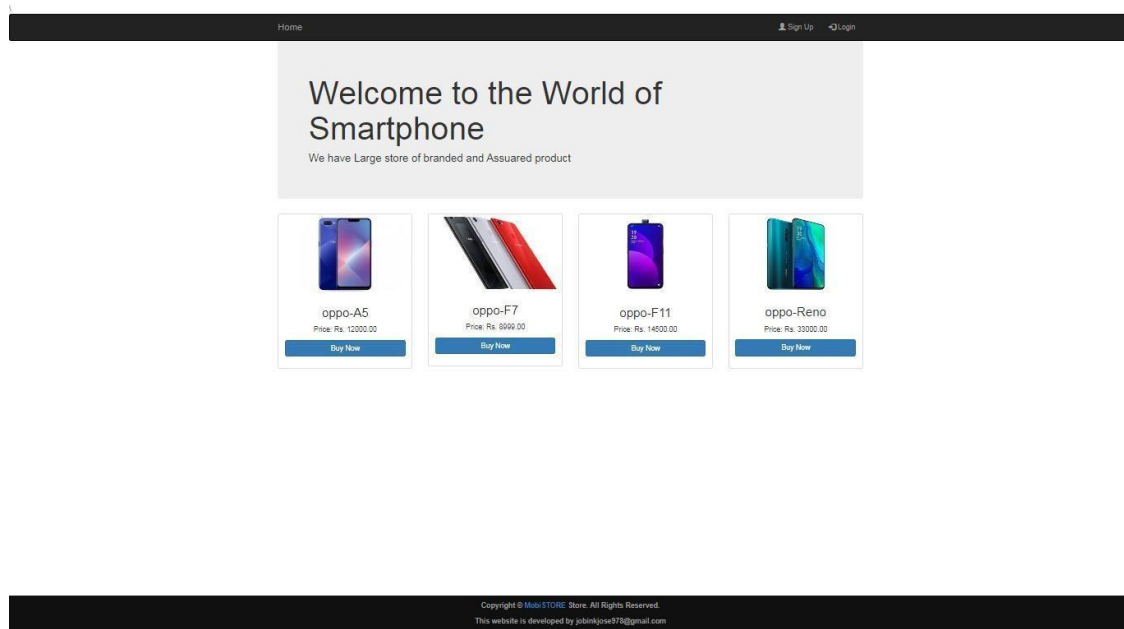 \
Home
Sign Up Login
Welcome to the World of
Smartphone
We have Large store of branded and Assuared product
oppo-A5
Price: Rs. 12000.00
Buy Now
oppo-F7
Price: Rs. 8999.00
Buy Now
oppo-F11
Price: Rs. 14500.00
Buy Now
oppo-Reno
Price: Rs. 33000.00
Buy Now
Copyright © MobiSTORE Store. All Rights Reserved.
This website is developed by jobinkjose978@gmail.com